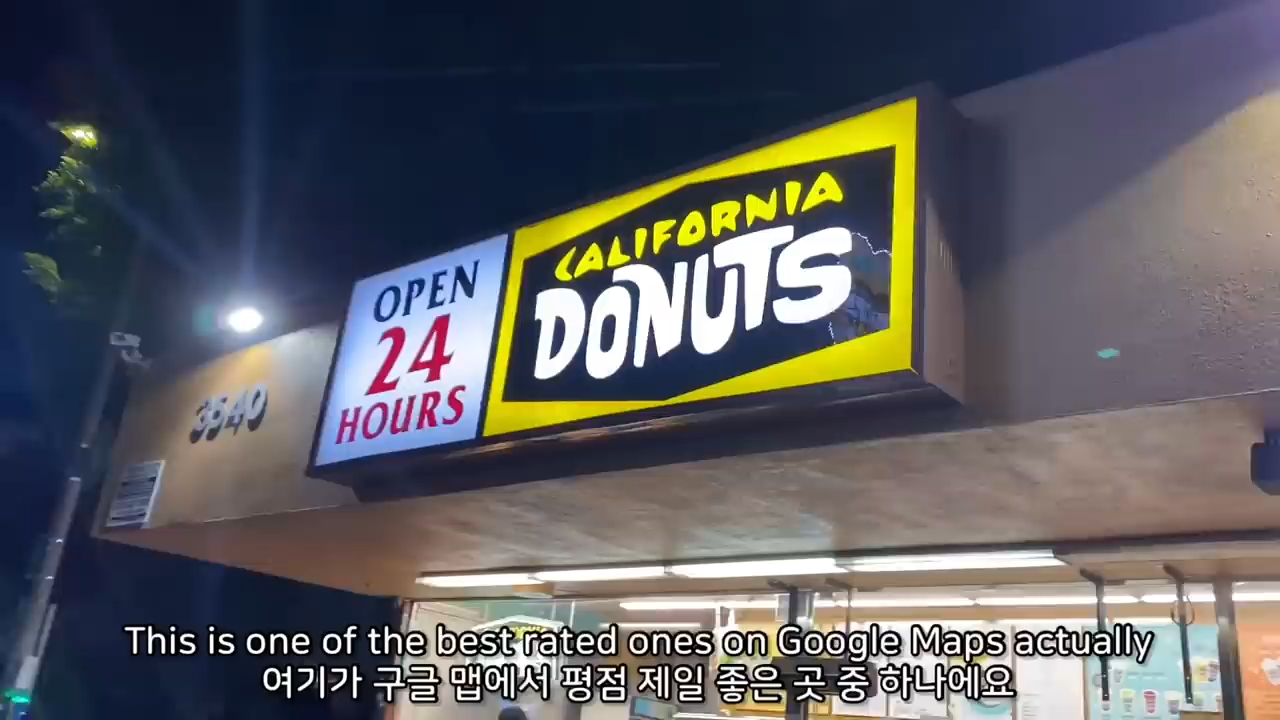 OPEN
24
HOURS
CALIFORNIA
DONUTS
3540
This is one of the best rated ones on Google Maps actually
여기가 구글 맵에서 평점 제일 좋은 곳 중 하나에요